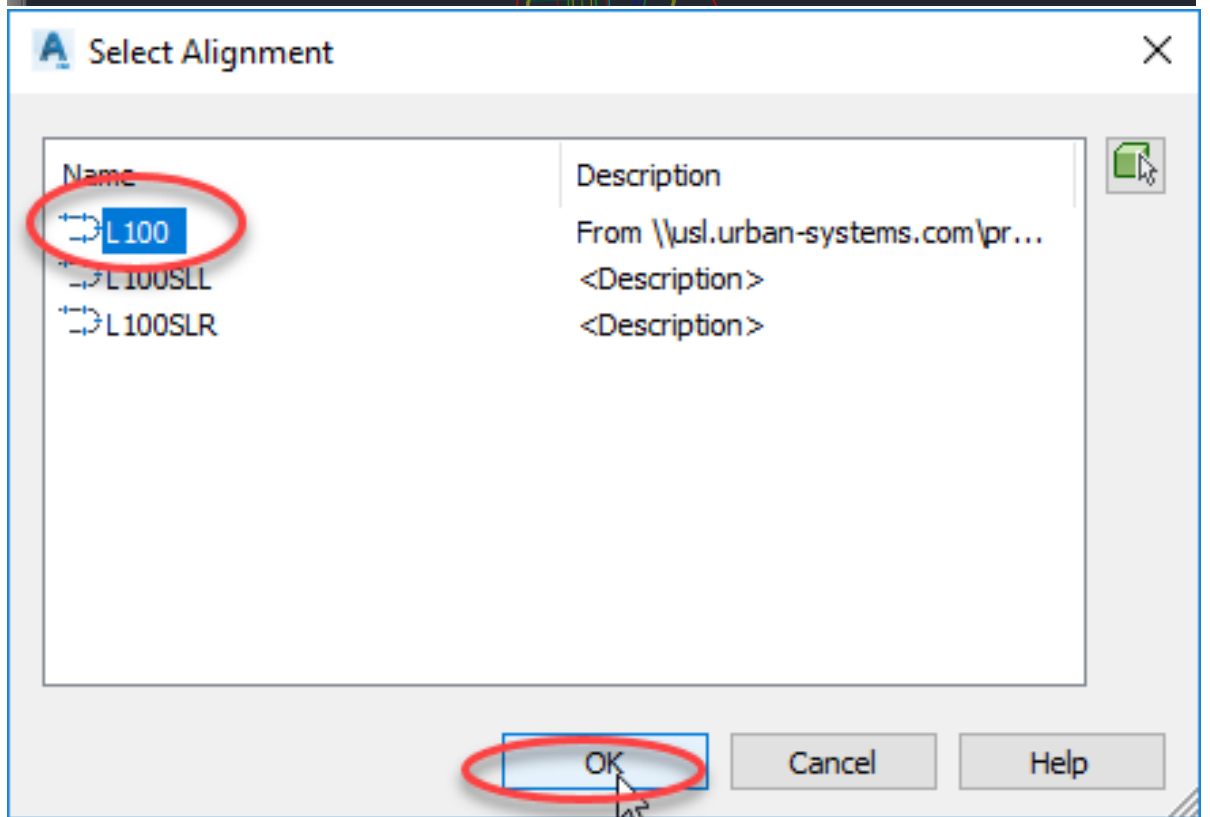 Select Alignment
Name Description
L100 From \\usl.urban-systems.com\pr...
L100SLL <Description>
L100SLR <Description>
OK Cancel Help